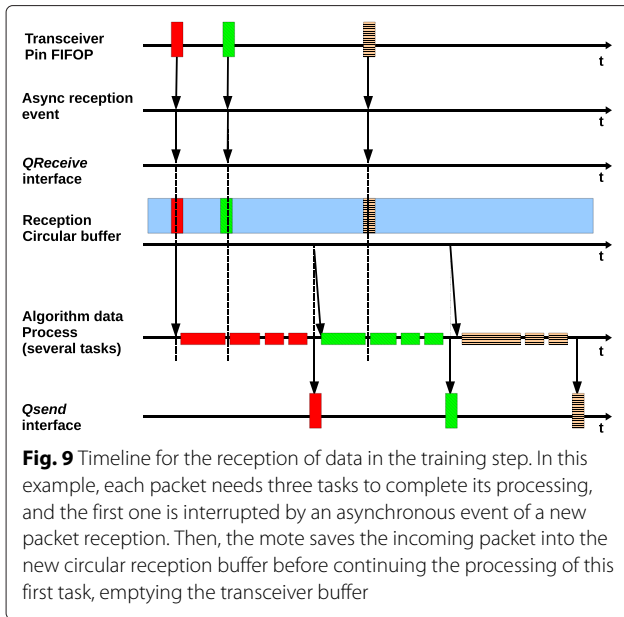 Transceiver
Pin FIFOP
t
Async reception
event
t
QReceive
interface
t
Reception
Circular buffer
t
Algorithm data
Process
(several tasks)
t
Qsend
interface
t
Fig. 9 Timeline for the reception of data in the training step. In this
example, each packet needs three tasks to complete its processing,
and the first one is interrupted by an asynchronous event of a new
packet reception. Then, the mote saves the incoming packet into the
new circular reception buffer before continuing the processing of this
first task, emptying the transceiver buffer